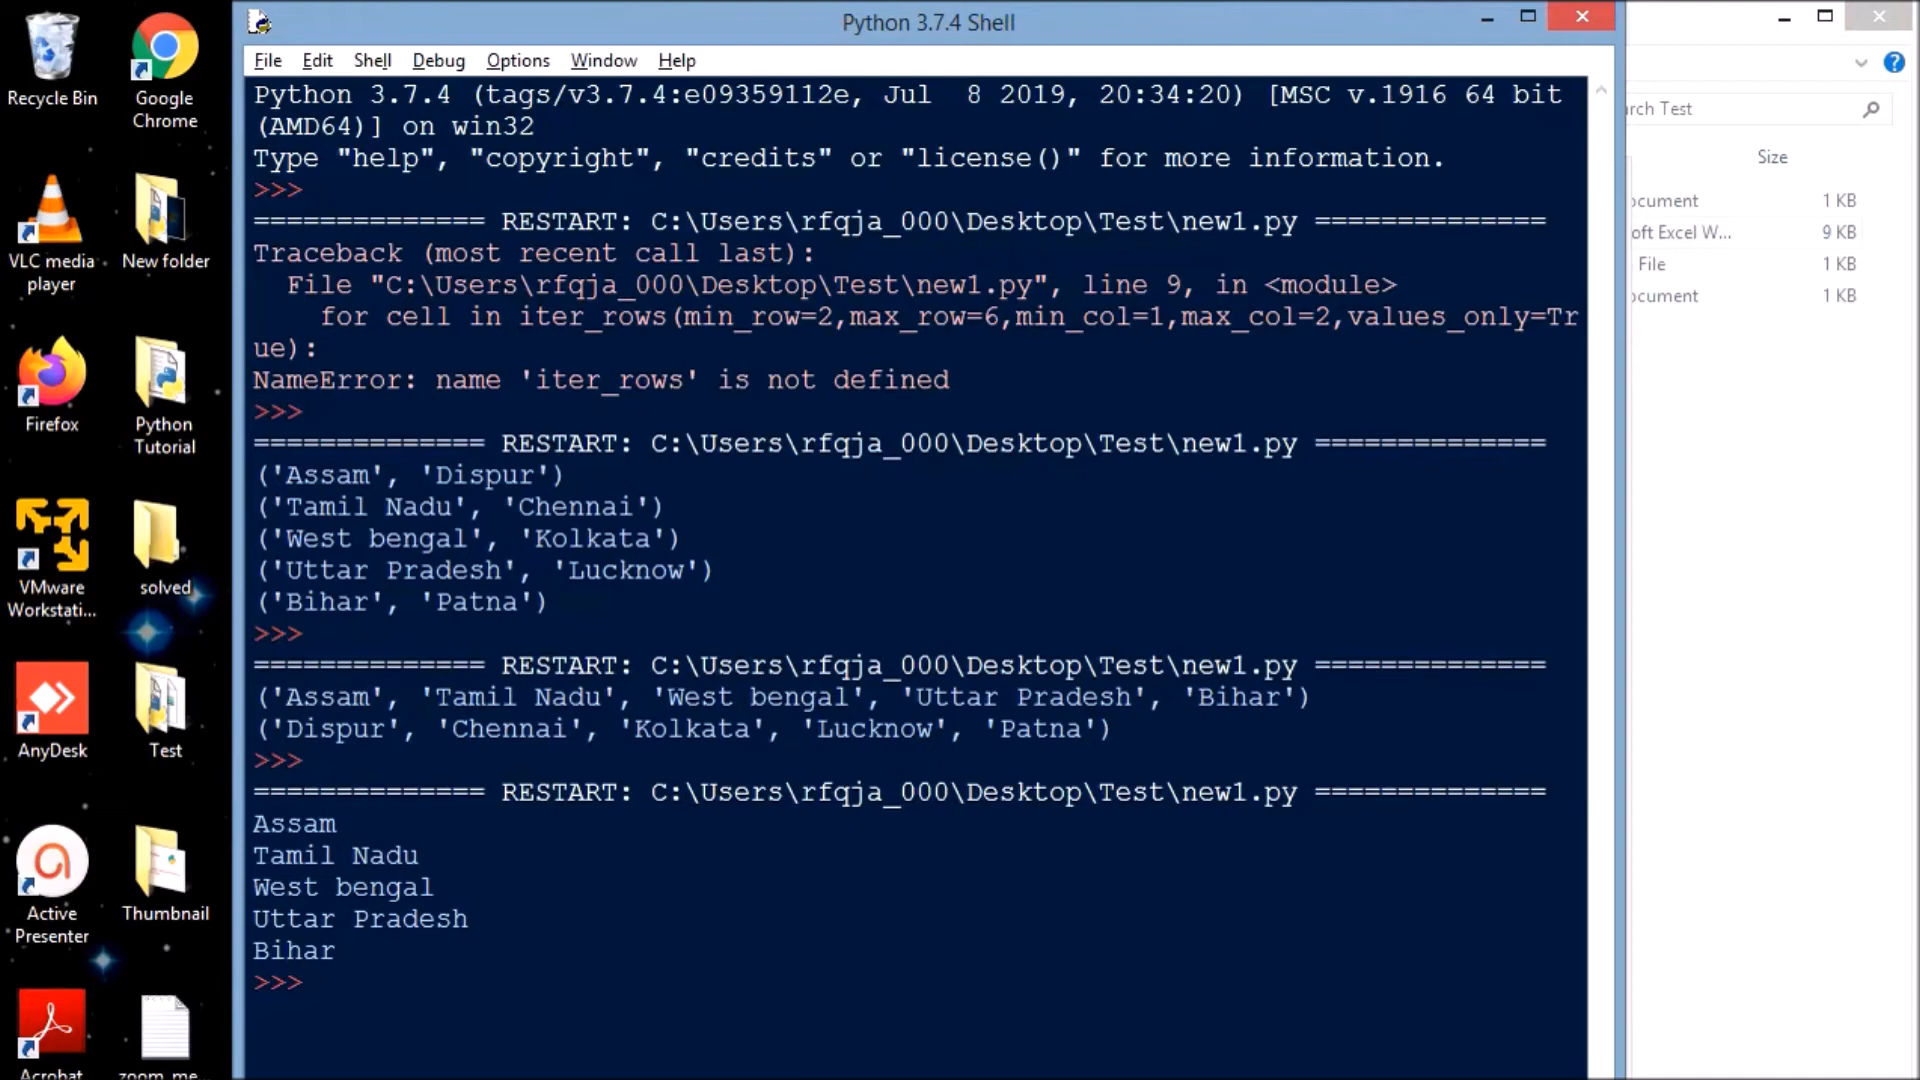 Python 3.7.4 Shell
File Edit Shell Debug Options Window Help
Python 3.7.4 (tags/v3.7.4:e09359112e, Jul  8 2019, 20:34:20) [MSC v.1916 64 bit
(AMD64)] on win32
Type "help", "copyright", "credits" or "license()" for more information.
>>>
============== RESTART: C:\Users\rfqja_000\Desktop\Test\new1.py ==============
Traceback (most recent call last):
  File "C:\Users\rfqja_000\Desktop\Test\new1.py", line 9, in <module>
    for cell in iter_rows(min_row=2,max_row=6,min_col=1,max_col=2,values_only=Tr
ue):
NameError: name 'iter_rows' is not defined
>>>
============== RESTART: C:\Users\rfqja_000\Desktop\Test\new1.py ==============
('Assam', 'Dispur')
('Tamil Nadu', 'Chennai')
('West bengal', 'Kolkata')
('Uttar Pradesh', 'Lucknow')
('Bihar', 'Patna')
>>>
============== RESTART: C:\Users\rfqja_000\Desktop\Test\new1.py ==============
('Assam', 'Tamil Nadu', 'West bengal', 'Uttar Pradesh', 'Bihar')
('Dispur', 'Chennai', 'Kolkata', 'Lucknow', 'Patna')
>>>
============== RESTART: C:\Users\rfqja_000\Desktop\Test\new1.py ==============
Assam
Tamil Nadu
West bengal
Uttar Pradesh
Bihar
>>>
Recycle Bin
Google
Chrome
VLC media
player
New folder
Firefox
Python
Tutorial
VMware
Workstati...
solved
AnyDesk
Test
Active
Presenter
Thumbnail
Acrobat
zoom_me...
rch Test
Size
ocument 1 KB
oft Excel W... 9 KB
File 1 KB
ocument 1 KB